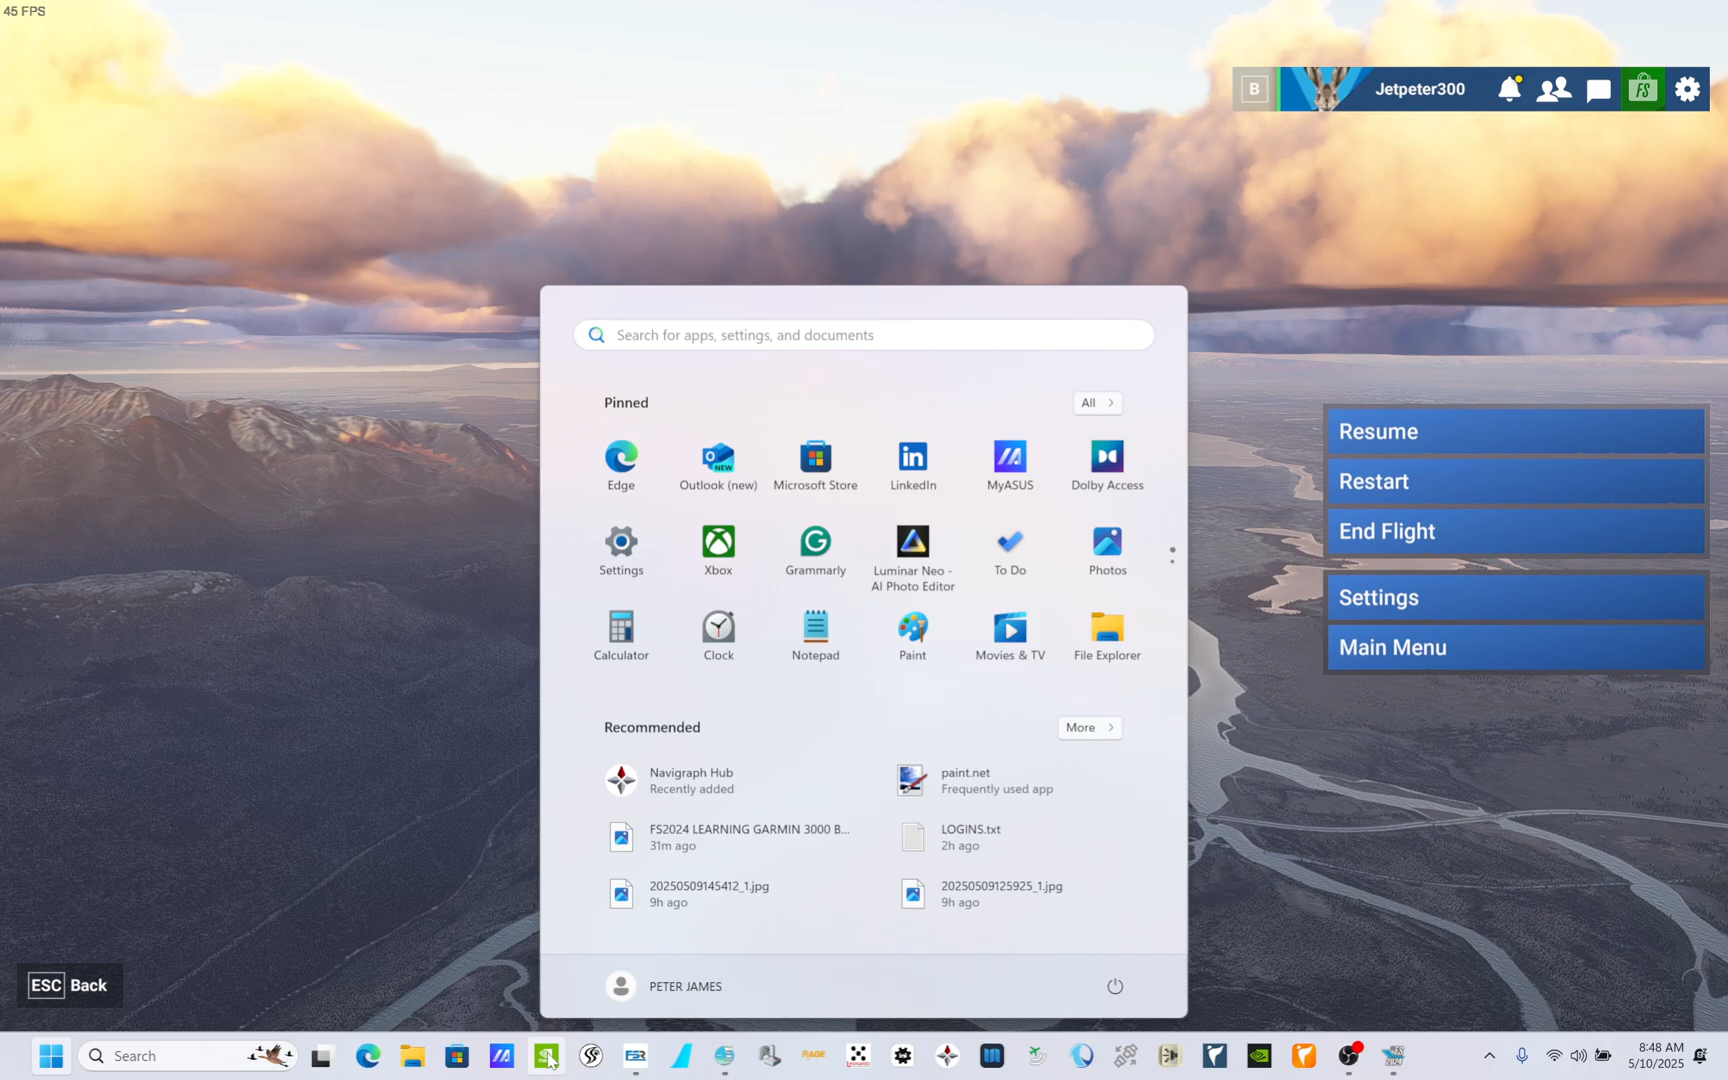 45 FPS
B
Jetpeter300
FS
Search for apps, settings, and documents
Pinned
All
Edge
Outlook (new)
Microsoft Store
LinkedIn
MyASUS
Dolby Access
Settings
Xbox
Grammarly
Luminar Neo -
AI Photo Editor
To Do
Photos
Calculator
Clock
Notepad
Paint
Movies & TV
File Explorer
Recommended
More
Navigraph Hub
Recently added
paint.net
Frequently used app
FS2024 LEARNING GARMIN 3000 B...
31m ago
LOGINS.txt
2h ago
20250509145412_1.jpg
9h ago
20250509125925_1.jpg
9h ago
PETER JAMES
Resume
Restart
End Flight
Settings
Main Menu
ESC Back
Search
8:48 AM
5/10/2025